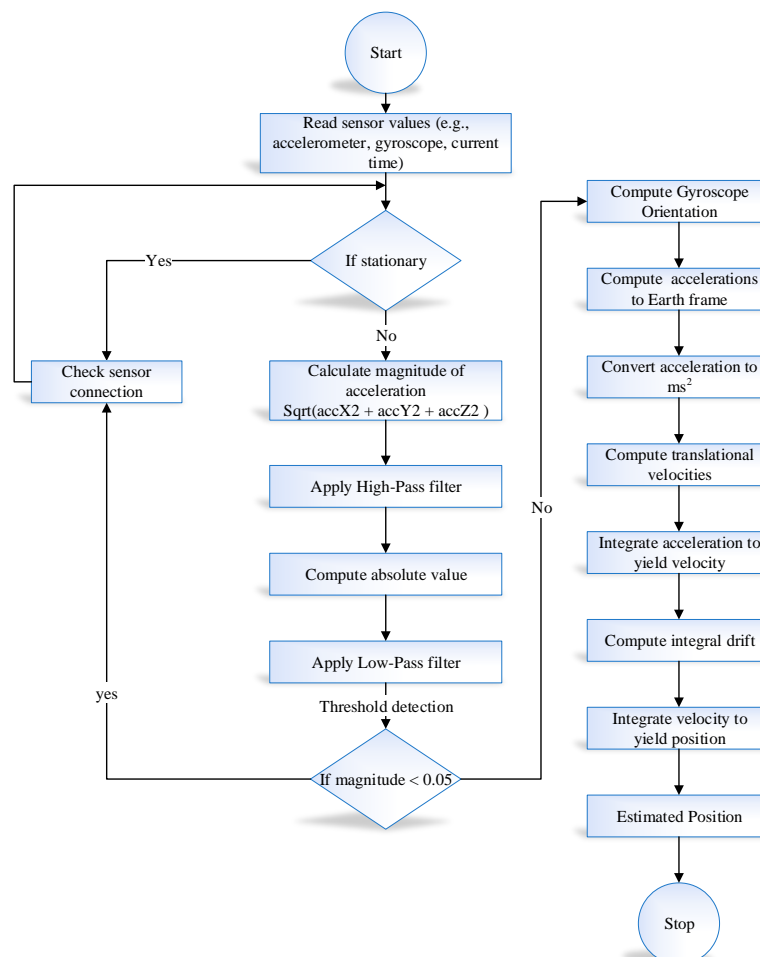 Start
Read sensor values (e.g.,
accelerometer, gyroscope, current
time)
If stationary
Yes
No
Check sensor
connection
Calculate magnitude of
acceleration
Sqrt(accX2 + accY2 + accZ2 )
Apply High-Pass filter
Compute absolute value
Apply Low-Pass filter
Threshold detection
If magnitude < 0.05
yes
No
Compute Gyroscope
Orientation
Compute accelerations
to Earth frame
Convert acceleration to
ms²
Compute translational
velocities
Integrate acceleration to
yield velocity
Compute integral drift
Integrate velocity to
yield position
Estimated Position
Stop